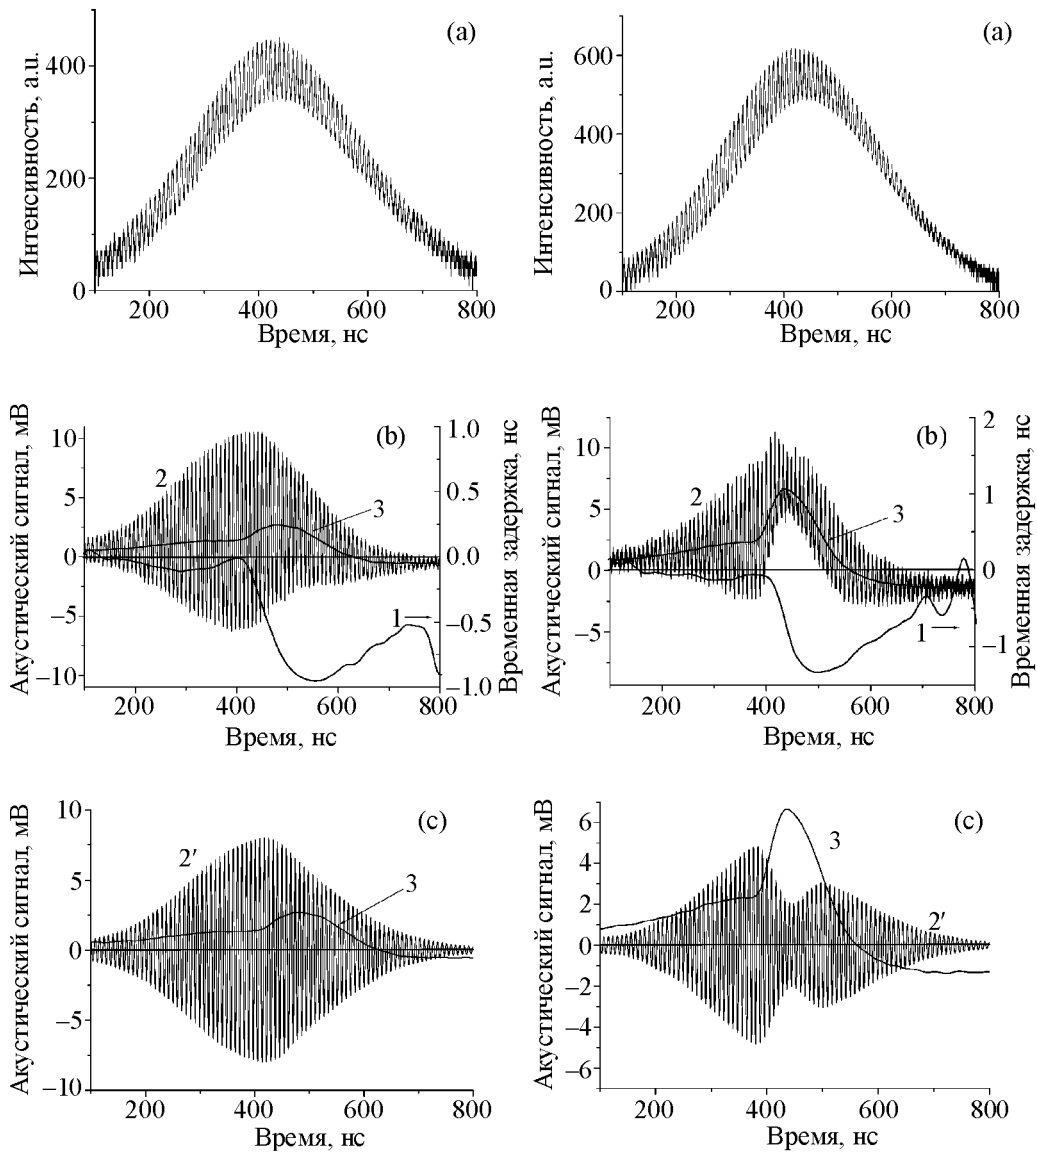 (a)
Интенсивность, a.u.
400
200
0
200 400 600 800
Время, нс
(a)
Интенсивность, a.u.
600
400
200
0
200 400 600 800
Время, нс
(b)
Акустический сигнал, мВ
10
5
0
−5
−10
1.0
0.5
0.0
−0.5
−1.0
Временная задержка, нс
2
3
1
200 400 600 800
Время, нс
(b)
Акустический сигнал, мВ
10
5
0
−5
2
1
0
−1
Временная задержка, нс
2
3
1
200 400 600 800
Время, нс
(c)
Акустический сигнал, мВ
10
5
0
−5
−10
2′
3
200 400 600 800
Время, нс
(c)
Акустический сигнал, мВ
6
4
2
0
−2
−4
−6
3
2′
200 400 600 800
Время, нс